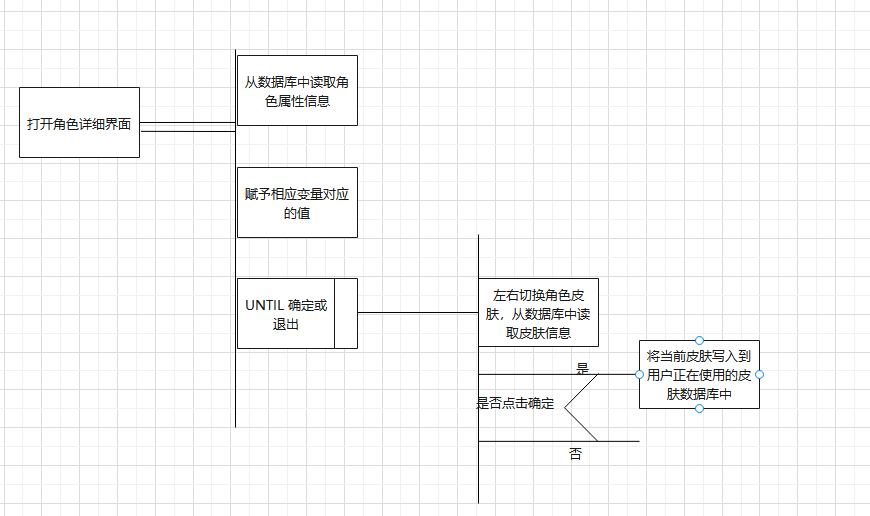 打开角色详细界面
从数据库中读取角
色属性信息
赋予相应变量对应
的值
UNTIL 确定或
退出
左右切换角色皮
肤，从数据库中读
取皮肤信息
是
将当前皮肤写入到
用户正在使用的皮
肤数据库中
是否点击确定
否